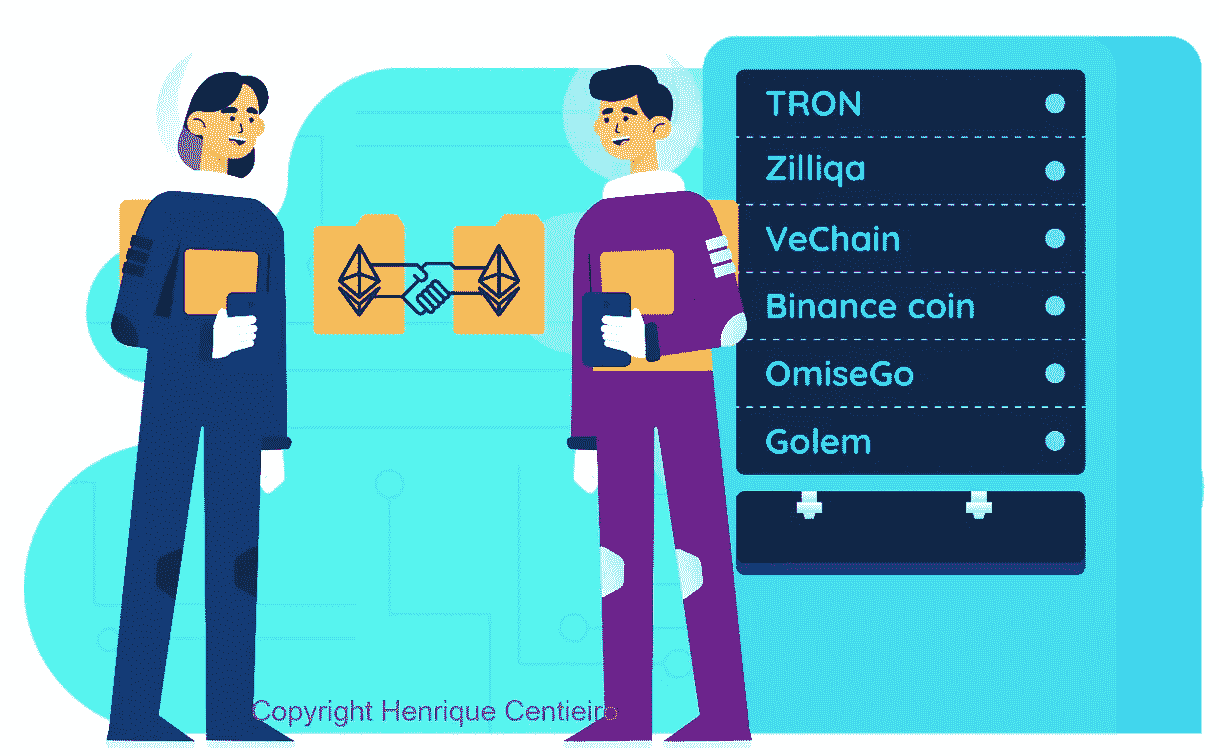 TRON
Zilliqa
VeChain
Binance coin
OmiseGo
Golem
Copyright Henrique Centieiro